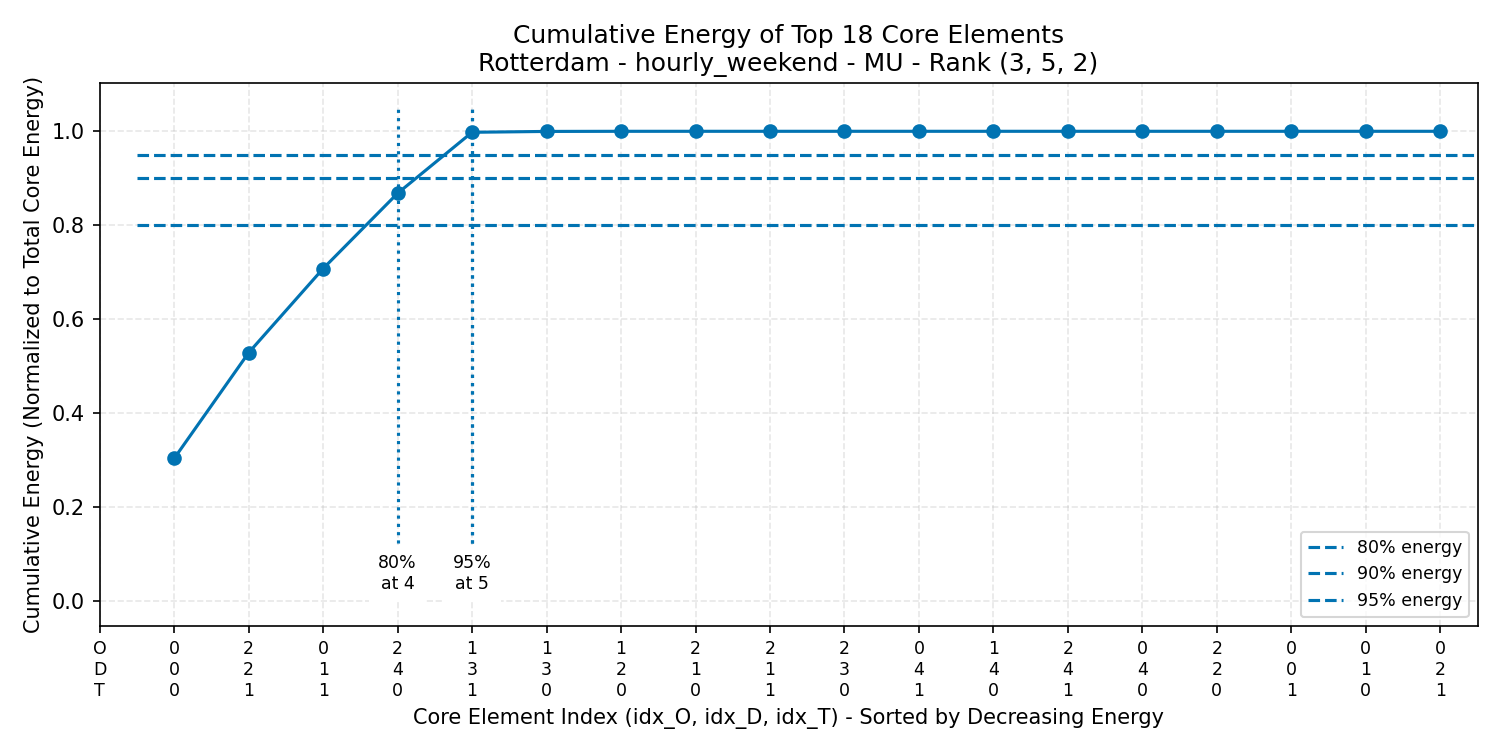 Cumulative Energy of Top 18 Core Elements
Rotterdam - hourly_weekend - MU - Rank (3, 5, 2)
Cumulative Energy (Normalized to Total Core Energy)
1.0
0.8
0.6
0.4
0.2
0.0
80%
at 4
95%
at 5
80% energy
90% energy
95% energy
O 0 2 0 2 1 1 1 2 2 2 0 1 2 0 2 0 0 0
D 0 2 1 4 3 3 2 1 1 3 4 4 4 4 2 0 1 2
T 0 1 1 0 1 0 0 0 1 0 1 0 1 0 0 1 0 1
Core Element Index (idx_O, idx_D, idx_T) - Sorted by Decreasing Energy